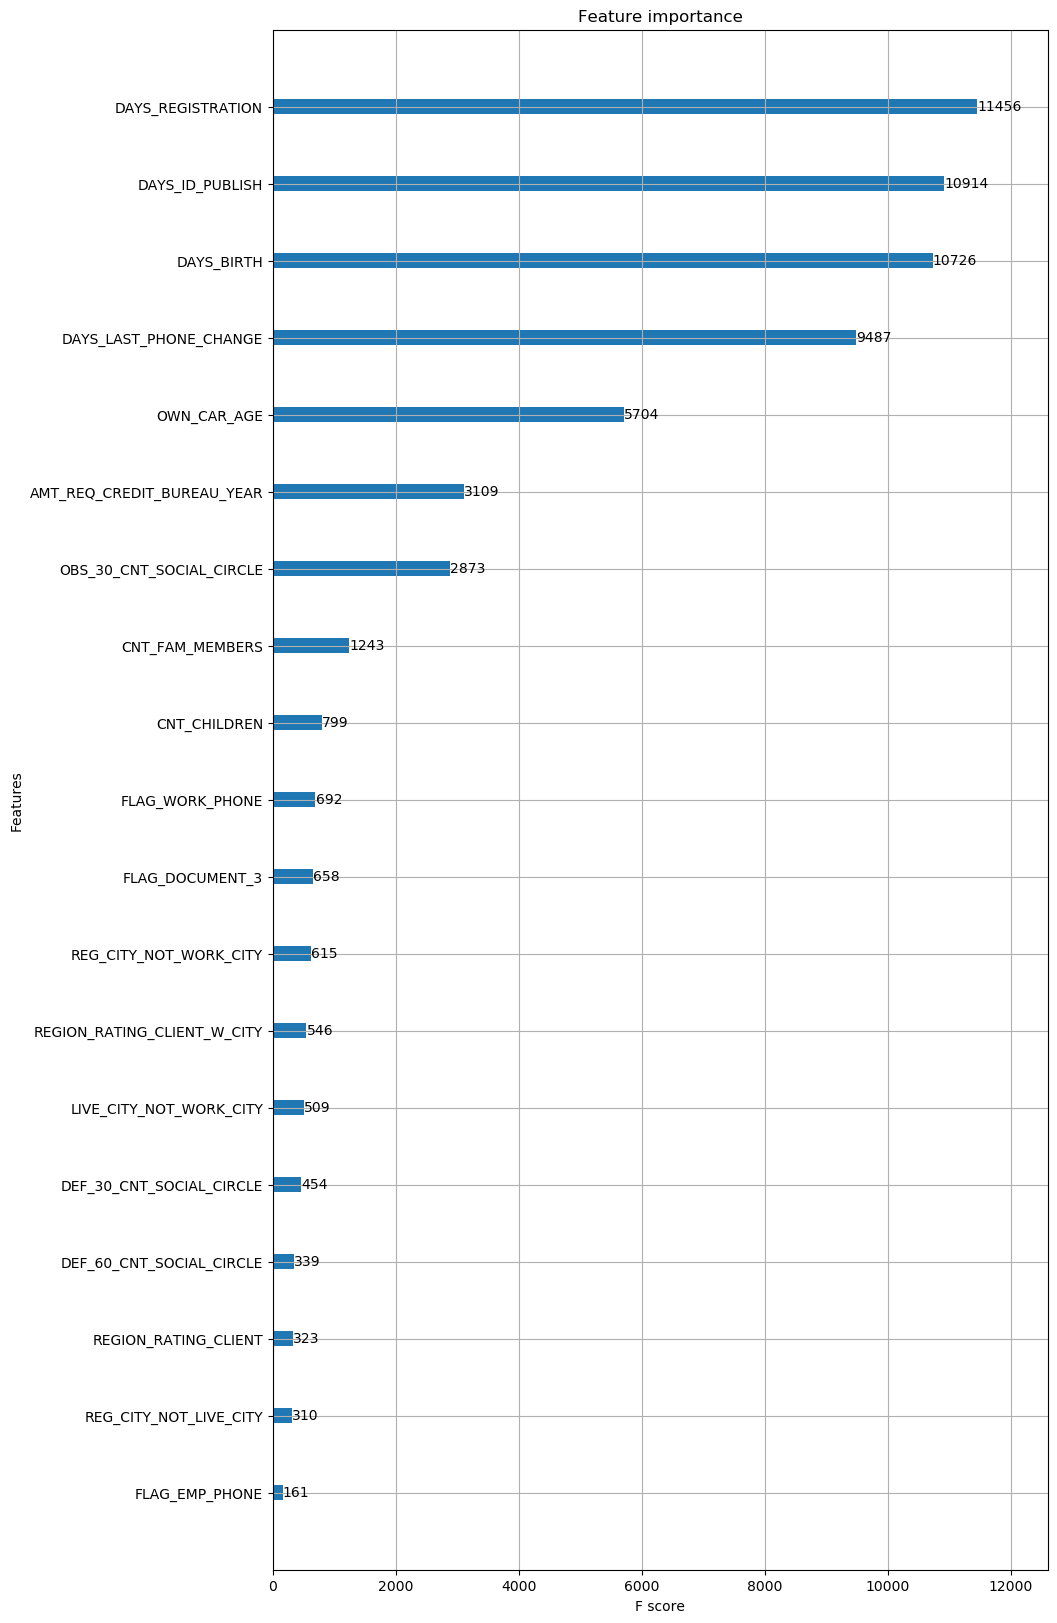 Feature importance
DAYS_REGISTRATION 11456
DAYS_ID_PUBLISH 10914
DAYS_BIRTH 10726
DAYS_LAST_PHONE_CHANGE 9487
OWN_CAR_AGE 5704
AMT_REQ_CREDIT_BUREAU_YEAR 3109
OBS_30_CNT_SOCIAL_CIRCLE 2873
CNT_FAM_MEMBERS 1243
CNT_CHILDREN 799
FLAG_WORK_PHONE 692
FLAG_DOCUMENT_3 658
REG_CITY_NOT_WORK_CITY 615
REGION_RATING_CLIENT_W_CITY 546
LIVE_CITY_NOT_WORK_CITY 509
DEF_30_CNT_SOCIAL_CIRCLE 454
DEF_60_CNT_SOCIAL_CIRCLE 339
REGION_RATING_CLIENT 323
REG_CITY_NOT_LIVE_CITY 310
FLAG_EMP_PHONE 161
Features
0 2000 4000 6000 8000 10000 12000
F score